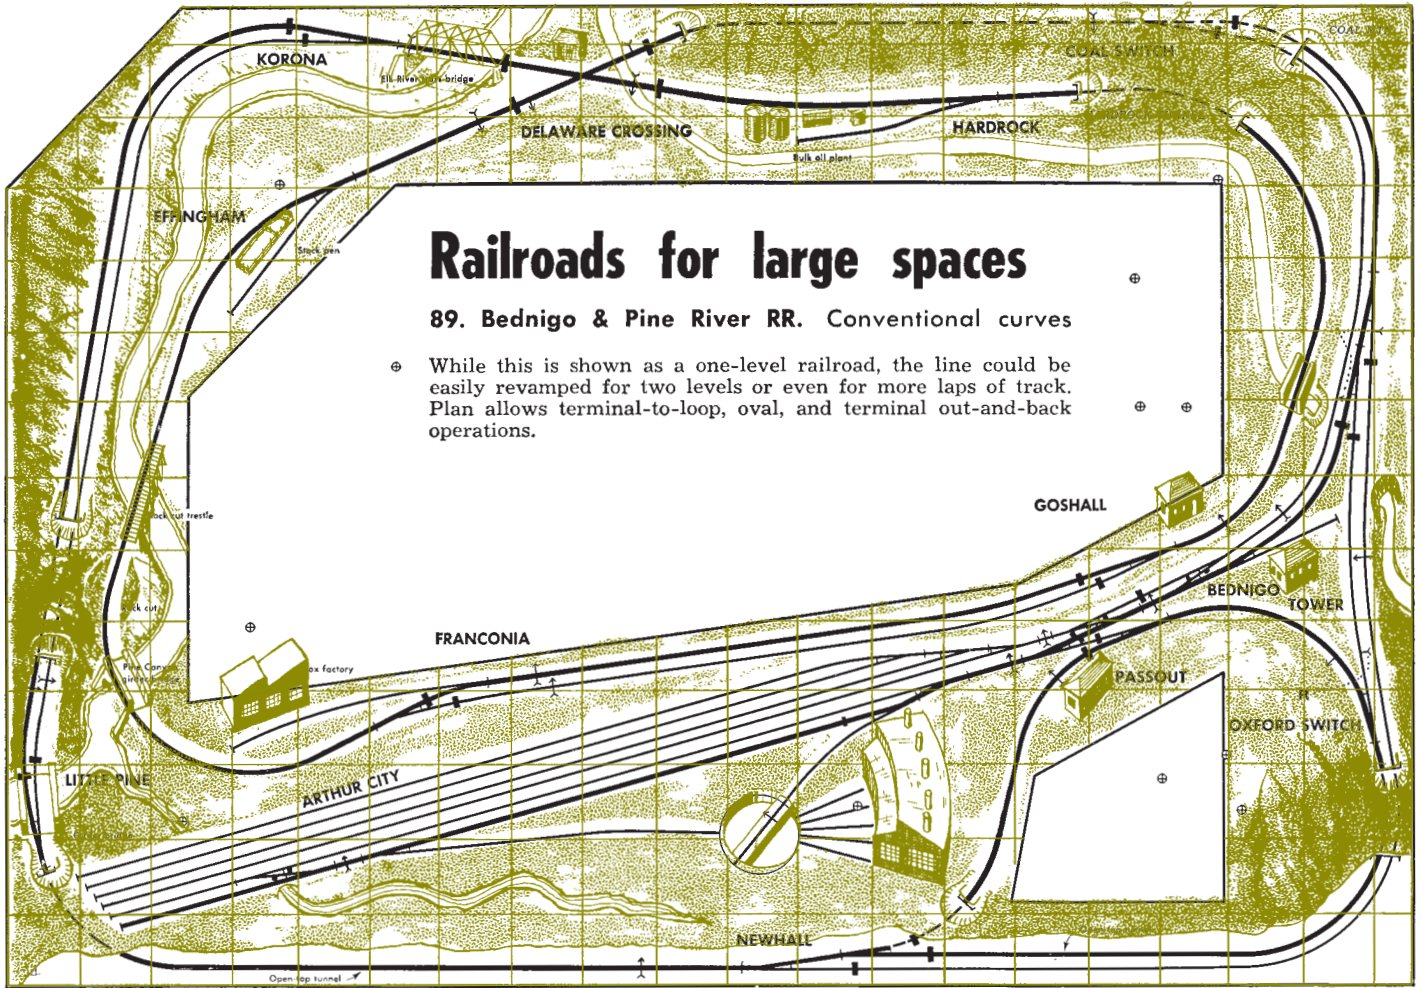 KORONA
COAL SWITCH
DELAWARE CROSSING
HARDROCK
Bulk oil plant
EFFINGHAM
Stock pen
Railroads for large spaces
89. Bednigo & Pine River RR. Conventional curves
While this is shown as a one-level railroad, the line could be
easily revamped for two levels or even for more laps of track.
Plan allows terminal-to-loop, oval, and terminal out-and-back
operations.
GOSHALL
BEDNIGO
TOWER
FRANCONIA
ox factory
PASSOUT
OXFORD SWITCH
LITTLE PINE
ARTHUR CITY
NEWHALL
Open-top tunnel